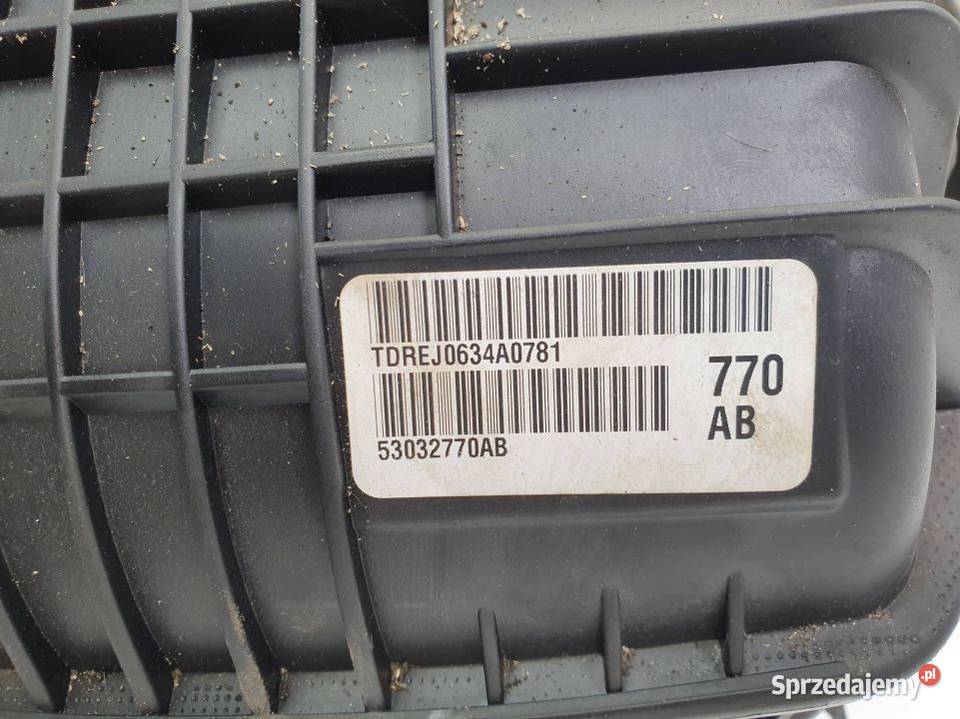 TDREJ0634A0781
770
AB
53032770AB
Sprzedajemy.pl